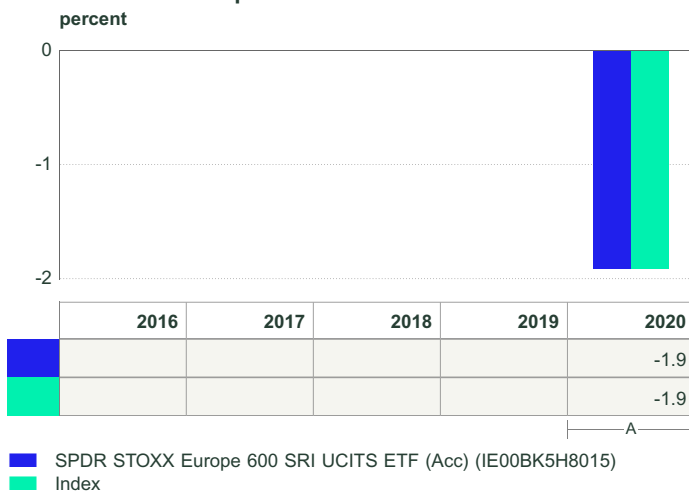 percent
0
-1
-2
2016 2017 2018 2019 2020
-1.9
-1.9
A
SPDR STOXX Europe 600 SRI UCITS ETF (Acc) (IE00BK5H8015)
Index